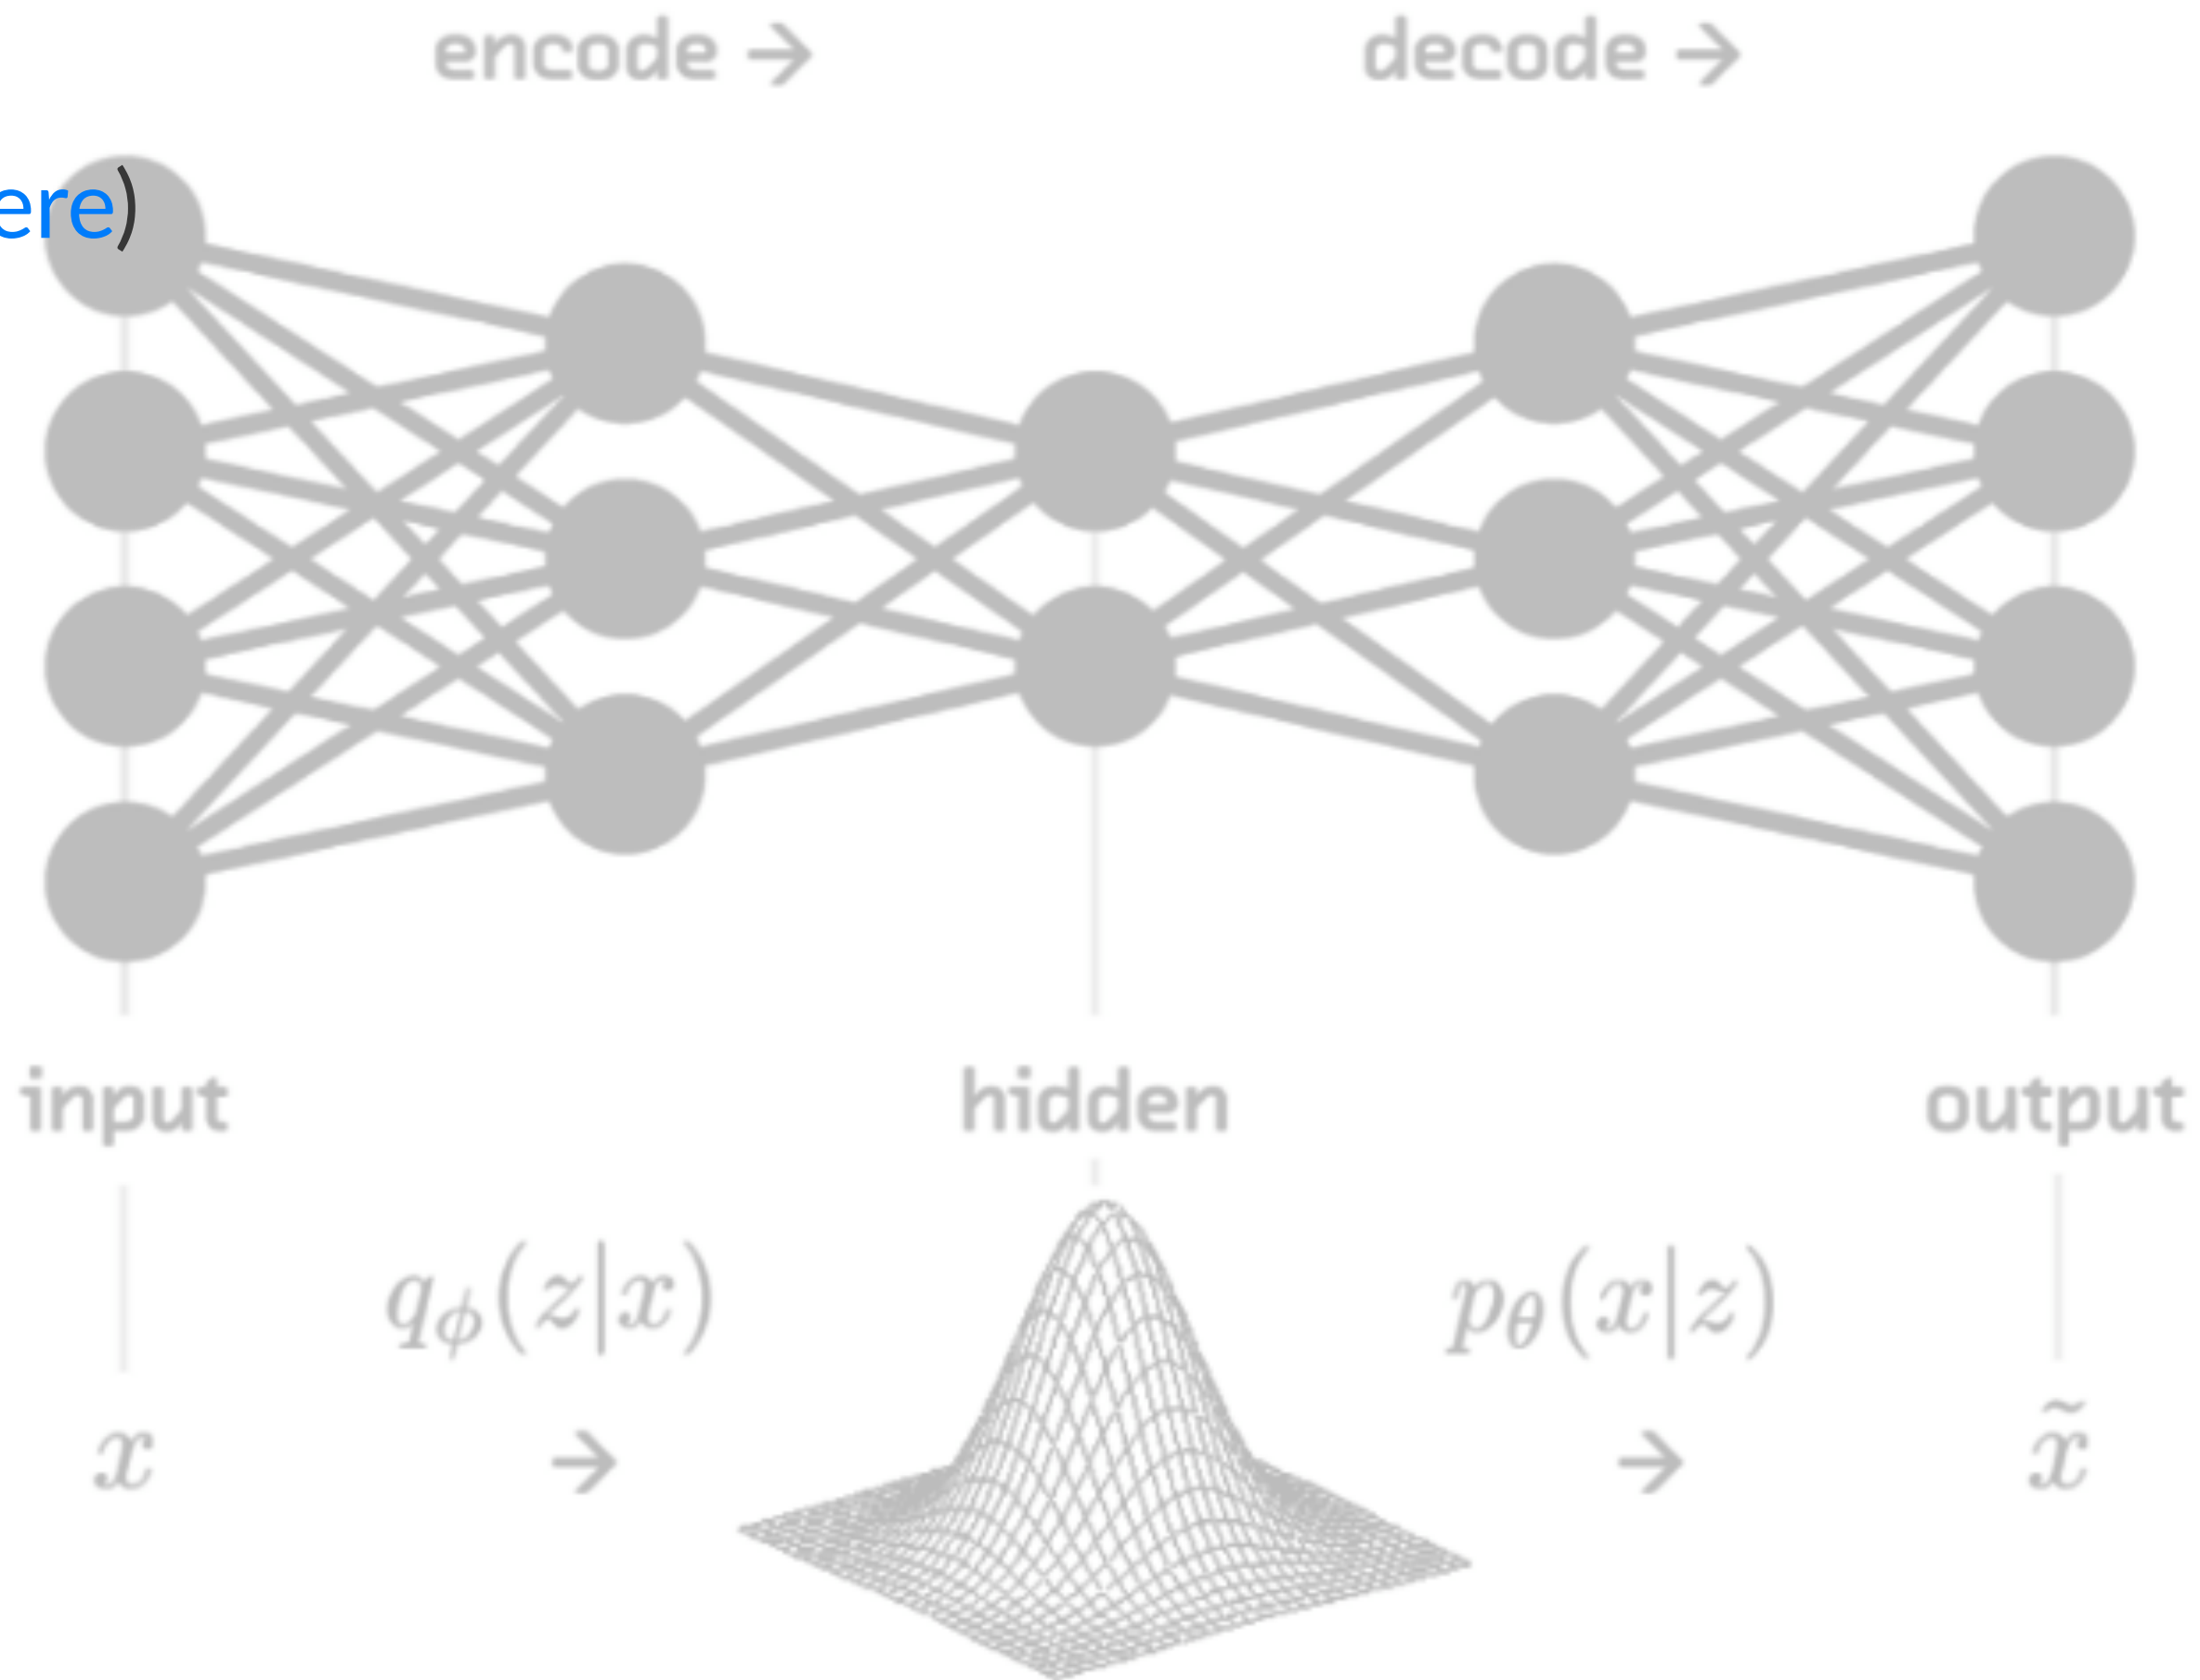 encode → decode →
ere)
input hidden output
qϕ(z|x) pθ(x|z)
x → → x̃